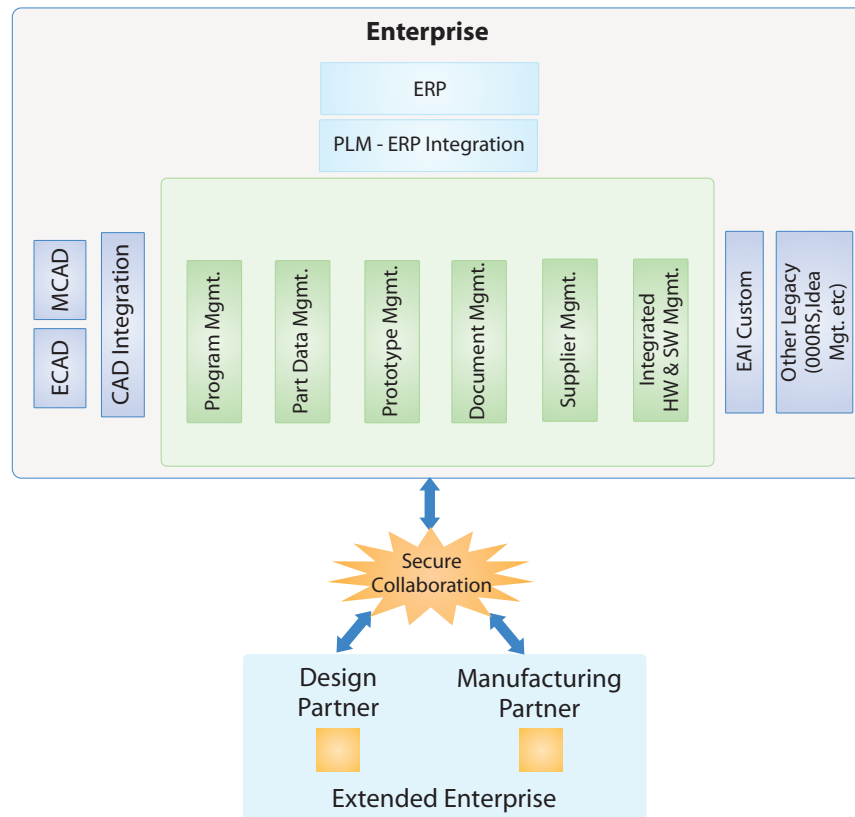 Enterprise
ERP
PLM - ERP Integration
MCAD
ECAD
CAD Integration
Program Mgmt.
Part Data Mgmt.
Prototype Mgmt.
Document Mgmt.
Supplier Mgmt.
Integrated
HW & SW Mgmt.
EAI Custom
Other Legacy
(000RS,Idea
Mgt. etc)
Secure
Collaboration
Design
Partner
Manufacturing
Partner
Extended Enterprise